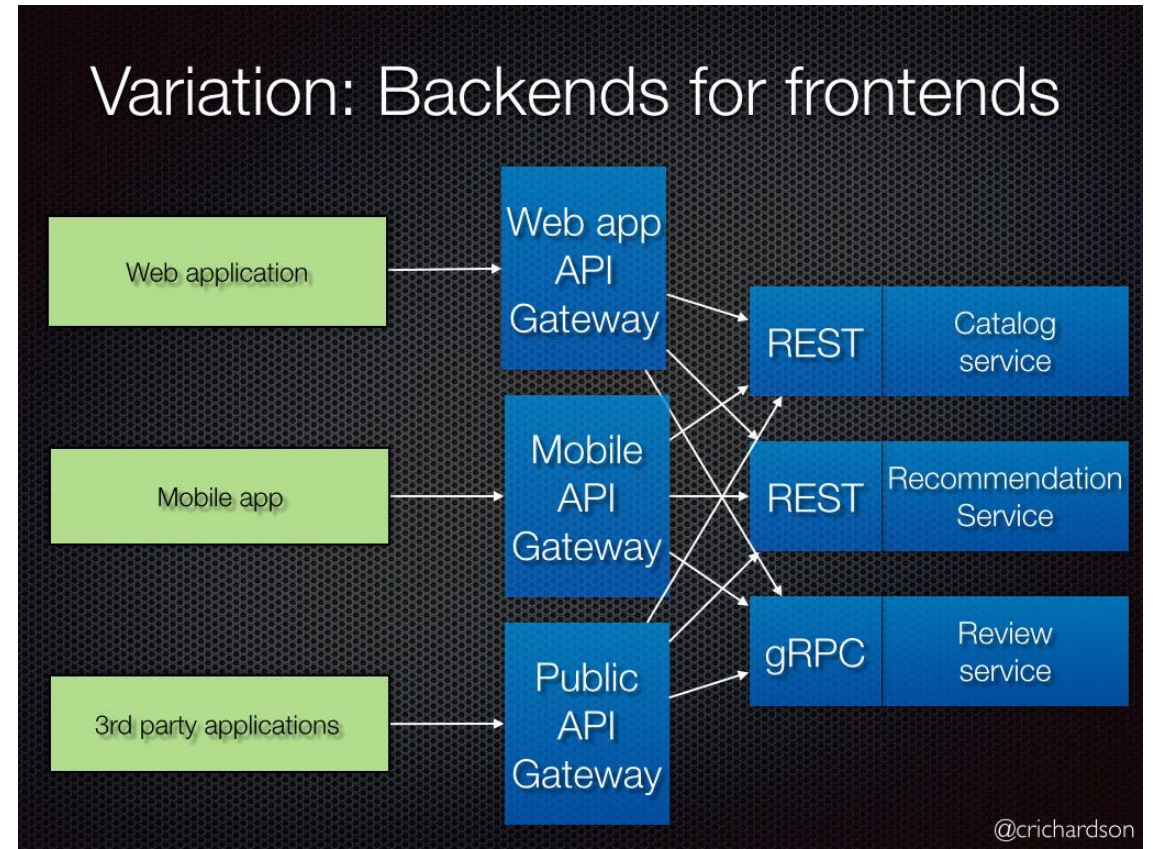 Variation: Backends for frontends
Web application
Web app
API
Gateway
REST
Catalog
service
Mobile app
Mobile
API
Gateway
REST
Recommendation
Service
3rd party applications
Public
API
Gateway
gRPC
Review
service
@crichardson